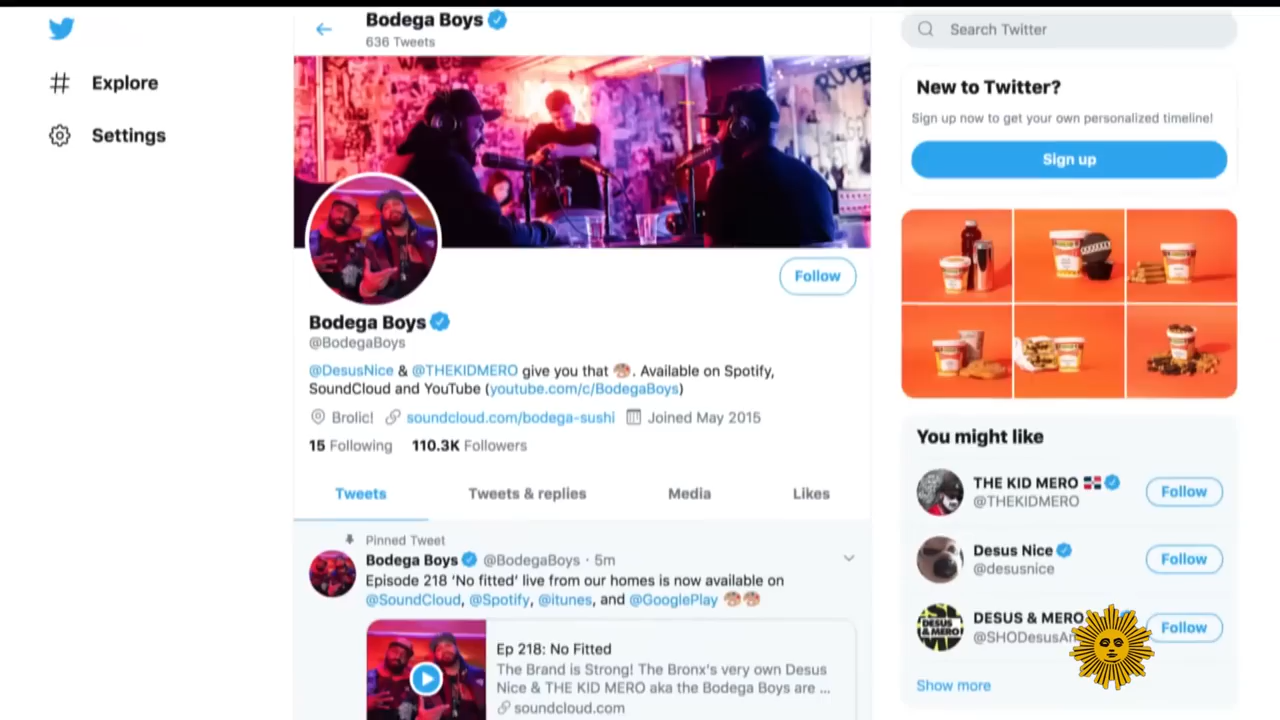 Bodega Boys
636 Tweets
Search Twitter
Explore
Settings
New to Twitter?
Sign up now to get your own personalized timeline!
Sign up
RUDE
Follow
Bodega Boys
@BodegaBoys
@DesusNice & @THEKIDMERO give you that 🎨. Available on Spotify,
SoundCloud and YouTube (youtube.com/c/BodegaBoys)
Brolic! soundcloud.com/bodega-sushi Joined May 2015
15 Following 110.3K Followers
Tweets Tweets & replies Media Likes
Pinned Tweet
Bodega Boys @BodegaBoys · 5m
Episode 218 'No fitted' live from our homes is now available on
@SoundCloud, @Spotify, @itunes, and @GooglePlay 🎨🎨
Ep 218: No Fitted
The Brand is Strong! The Bronx's very own Desus
Nice & THE KID MERO aka the Bodega Boys are ...
soundcloud.com
You might like
THE KID MERO 🇩🇴
@THEKIDMERO
Follow
Desus Nice
@desusnice
Follow
DESUS & MERO
DESUS & MERO
@SHODesusAn
Follow
Show more